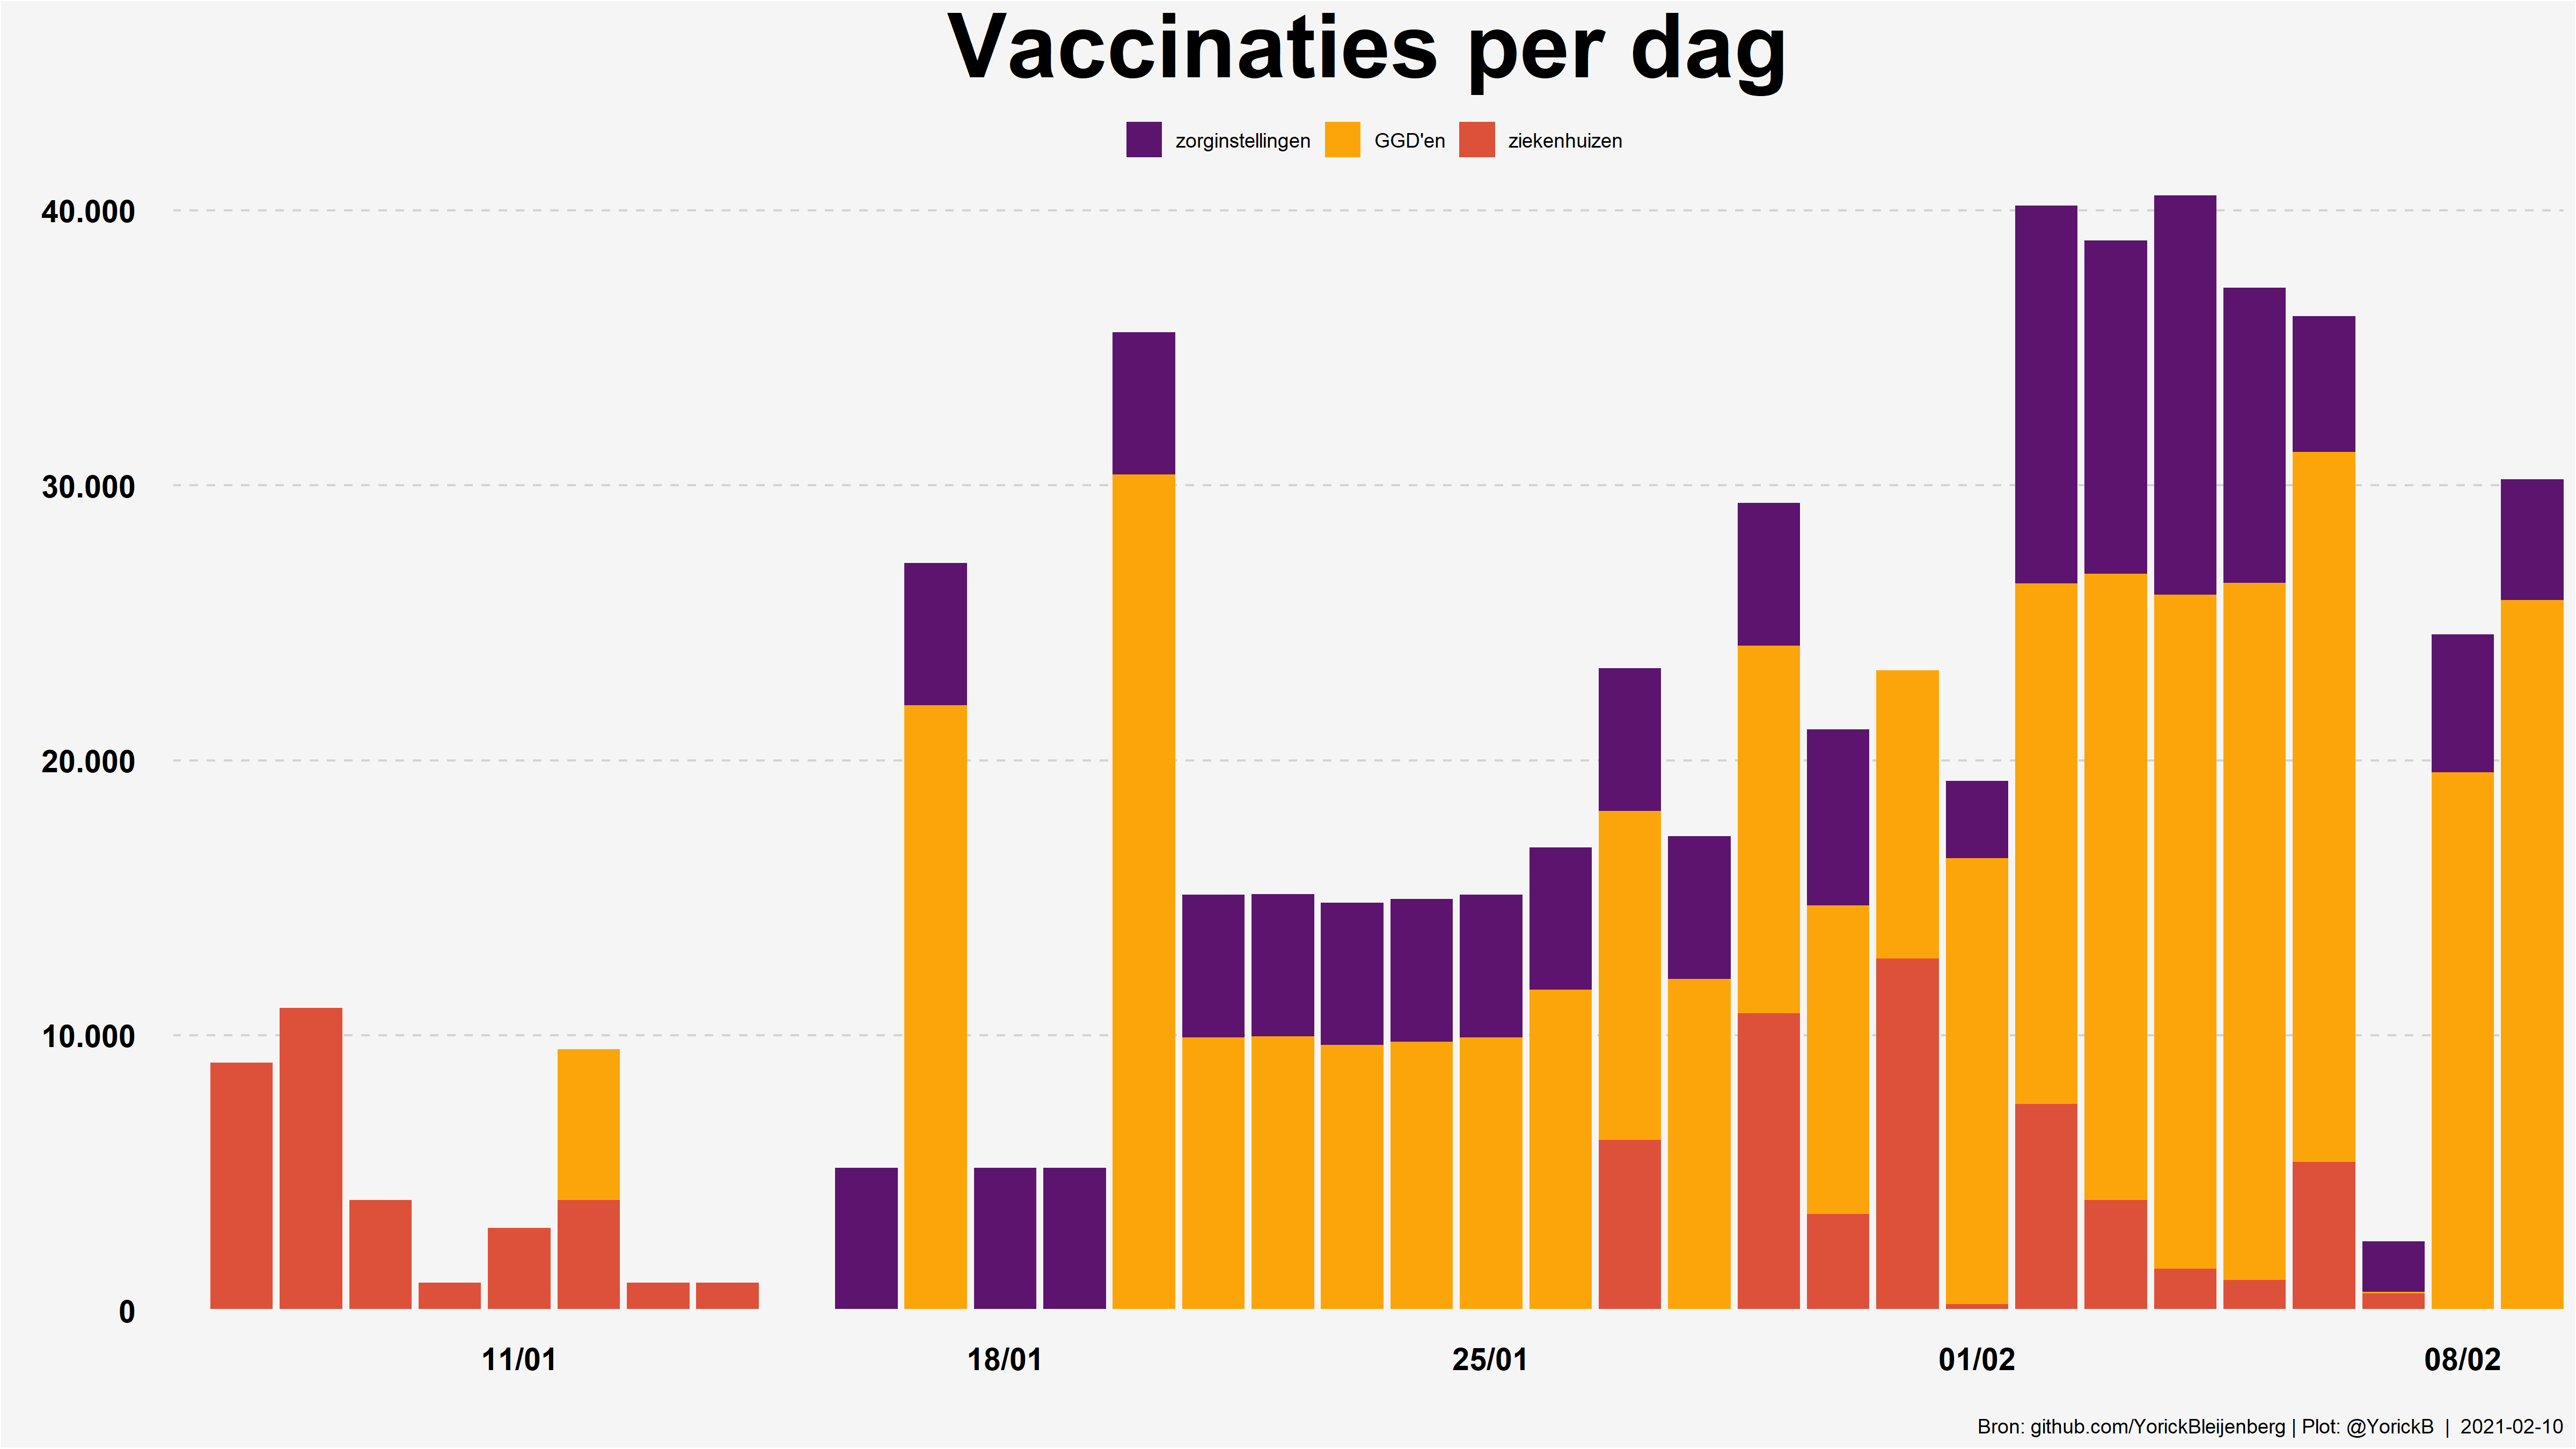 Vaccinaties per dag
zorginstellingen GGD'en ziekenhuizen
40.000
30.000
20.000
10.000
0
11/01 18/01 25/01 01/02 08/02
Bron: github.com/YorickBleijenberg | Plot: @YorickB | 2021-02-10